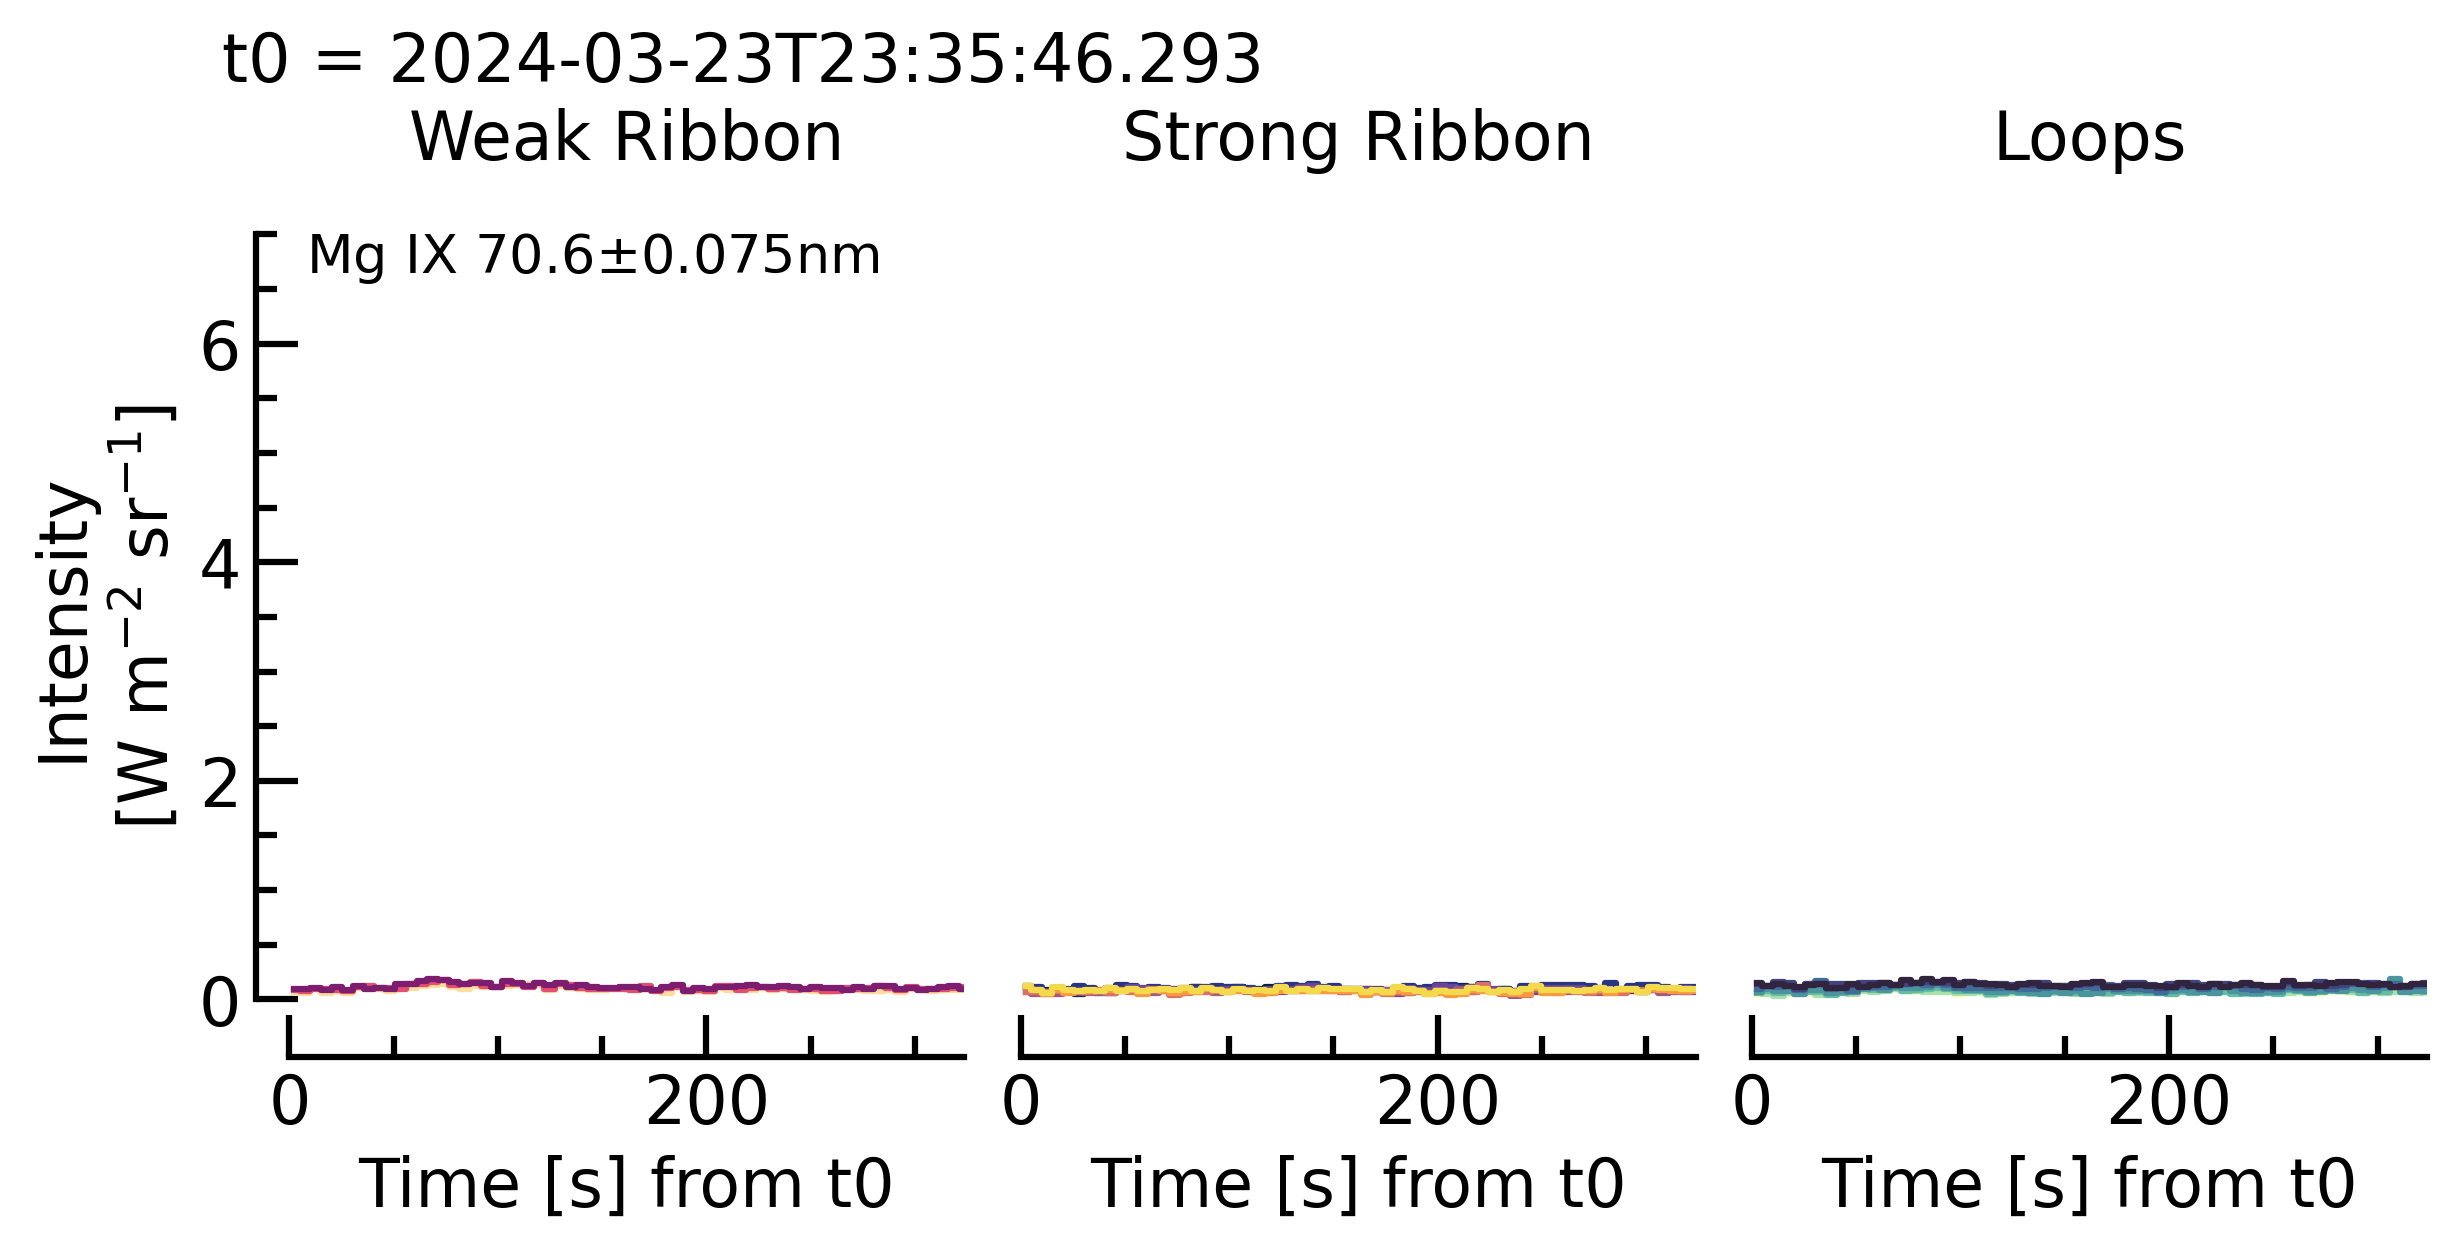 t0 = 2024-03-23T23:35:46.293
Weak Ribbon
Strong Ribbon
Loops
Mg IX 70.6±0.075nm
Intensity
[W m⁻² sr⁻¹]
6
4
2
0
0 200
0 200
0 200
Time [s] from t0
Time [s] from t0
Time [s] from t0